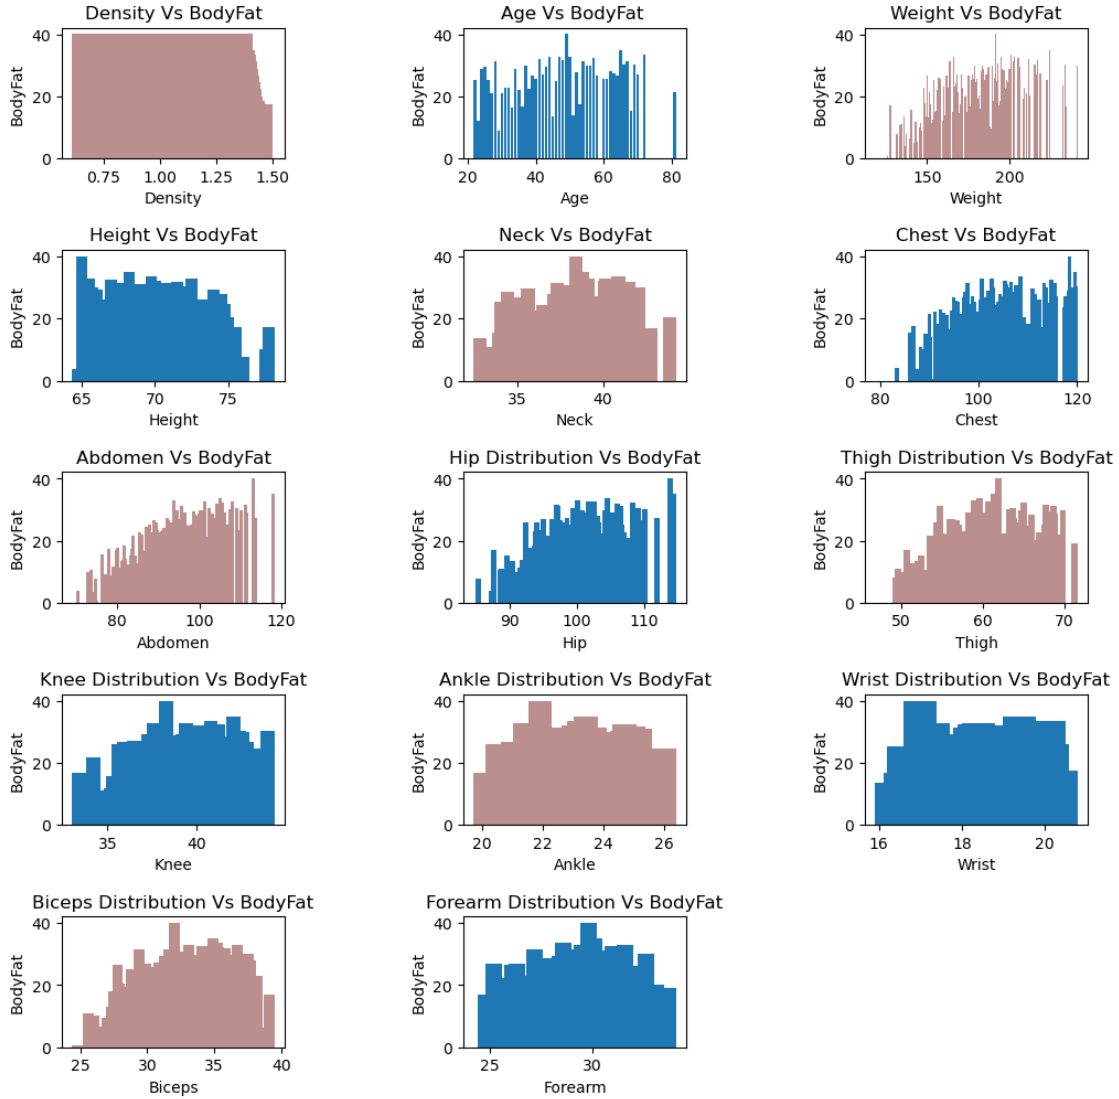 Density Vs BodyFat
BodyFat
40
20
0
0.75 1.00 1.25 1.50
Density
Age Vs BodyFat
BodyFat
40
20
0
20 40 60 80
Age
Weight Vs BodyFat
BodyFat
40
20
0
150 200
Weight
Height Vs BodyFat
BodyFat
40
20
0
65 70 75
Height
Neck Vs BodyFat
BodyFat
40
20
0
35 40
Neck
Chest Vs BodyFat
BodyFat
40
20
0
80 100 120
Chest
Abdomen Vs BodyFat
BodyFat
40
20
0
80 100 120
Abdomen
Hip Distribution Vs BodyFat
BodyFat
40
20
0
90 100 110
Hip
Thigh Distribution Vs BodyFat
BodyFat
40
20
0
50 60 70
Thigh
Knee Distribution Vs BodyFat
BodyFat
40
20
0
35 40
Knee
Ankle Distribution Vs BodyFat
BodyFat
40
20
0
20 22 24 26
Ankle
Wrist Distribution Vs BodyFat
BodyFat
40
20
0
16 18 20
Wrist
Biceps Distribution Vs BodyFat
BodyFat
40
20
0
25 30 35 40
Biceps
Forearm Distribution Vs BodyFat
BodyFat
40
20
0
25 30
Forearm